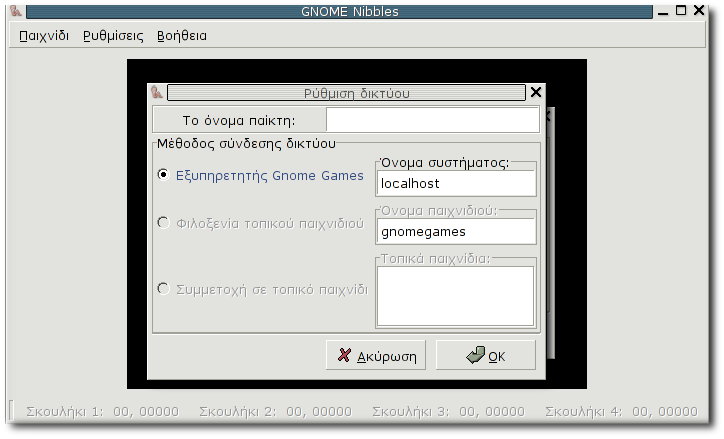 GNOME Nibbles
Παιχνίδι Ρυθμίσεις Βοήθεια
Ρύθμιση δικτύου
Το όνομα παίκτη:
Μέθοδος σύνδεσης δικτύου
Εξυπηρετητής Gnome Games
Όνομα συστήματος:
localhost
Φιλοξενία τοπικού παιχνιδιού
Όνομα παιχνιδιού:
gnomegames
Συμμετοχή σε τοπικό παιχνίδι
Τοπικά παιχνίδια:
Ακύρωση OK
Σκουλήκι 1: 00, 00000 Σκουλήκι 2: 00, 00000 Σκουλήκι 3: 00, 00000 Σκουλήκι 4: 00, 00000